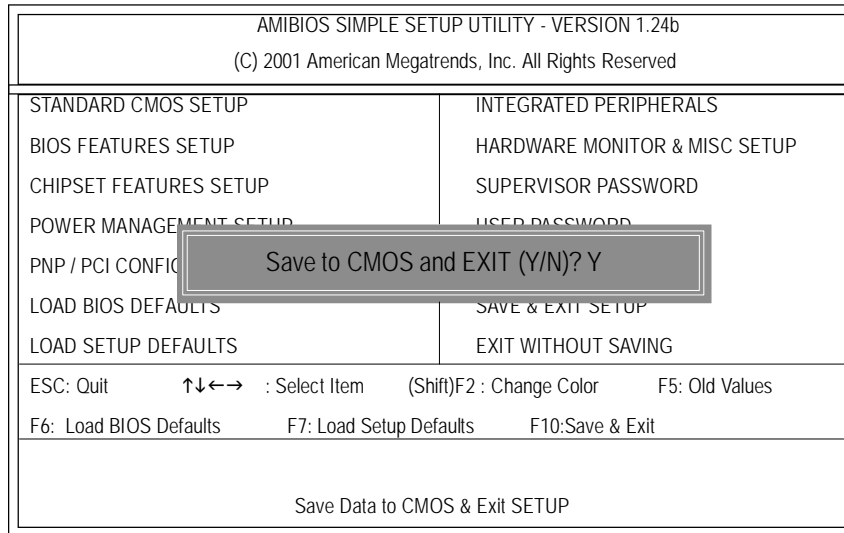 AMIBIOS SIMPLE SETUP UTILITY - VERSION 1.24b
(C) 2001 American Megatrends, Inc. All Rights Reserved
STANDARD CMOS SETUP
BIOS FEATURES SETUP
CHIPSET FEATURES SETUP
POWER MANAGEMENT SETUP
PNP / PCI
LOAD BIOS DEFAULTS
LOAD SETUP DEFAULTS
INTEGRATED PERIPHERALS
HARDWARE MONITOR & MISC SETUP
SUPERVISOR PASSWORD
USER PASSWORD
SAVE & EXIT SETUP
EXIT WITHOUT SAVING
Save to CMOS and EXIT (Y/N)? Y
ESC: Quit ↑↓←→ : Select Item (Shift)F2 : Change Color F5: Old Values
F6: Load BIOS Defaults F7: Load Setup Defaults F10:Save & Exit
Save Data to CMOS & Exit SETUP